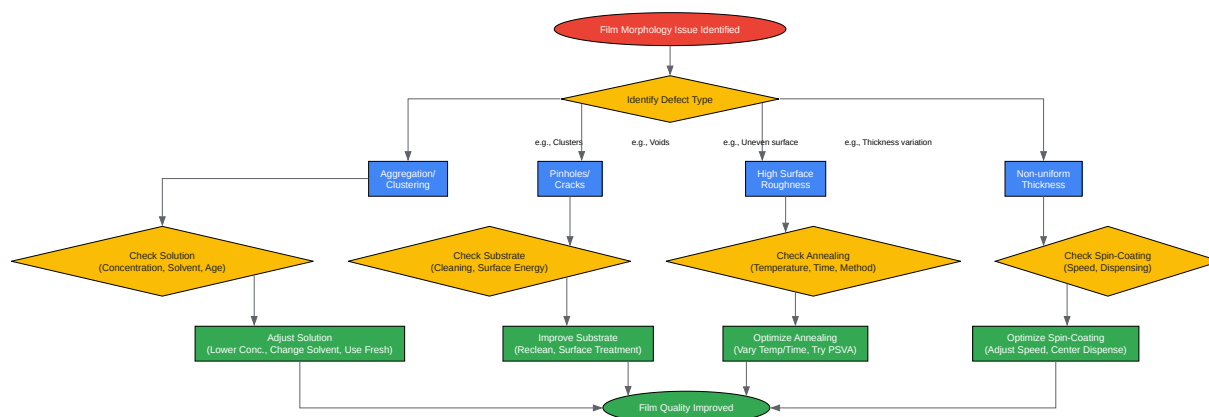 Film Morphology Issue Identified
Identify Defect Type
e.g., Clusters
e.g., Voids
e.g., Uneven surface
e.g., Thickness variation
Aggregation/
Clustering
Pinholes/
Cracks
High Surface
Roughness
Non-uniform
Thickness
Check Solution
(Concentration, Solvent, Age)
Check Substrate
(Cleaning, Surface Energy)
Check Annealing
(Temperature, Time, Method)
Check Spin-Coating
(Speed, Dispensing)
Adjust Solution
(Lower Conc., Change Solvent, Use Fresh)
Improve Substrate
(Reclean, Surface Treatment)
Optimize Annealing
(Vary Temp/Time, Try PSVA)
Optimize Spin-Coating
(Adjust Speed, Center Dispense)
Film Quality Improved